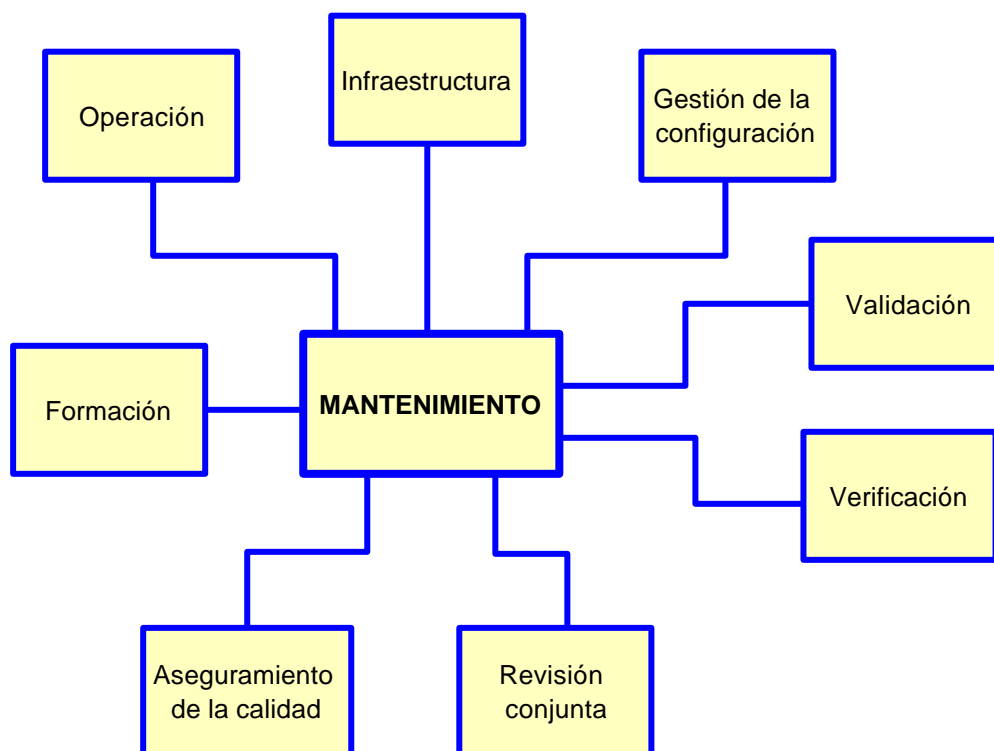 Infraestructura
Operación
Gestión de la
configuración
Validación
Formación
MANTENIMIENTO
Verificación
Aseguramiento
de la calidad
Revisión
conjunta